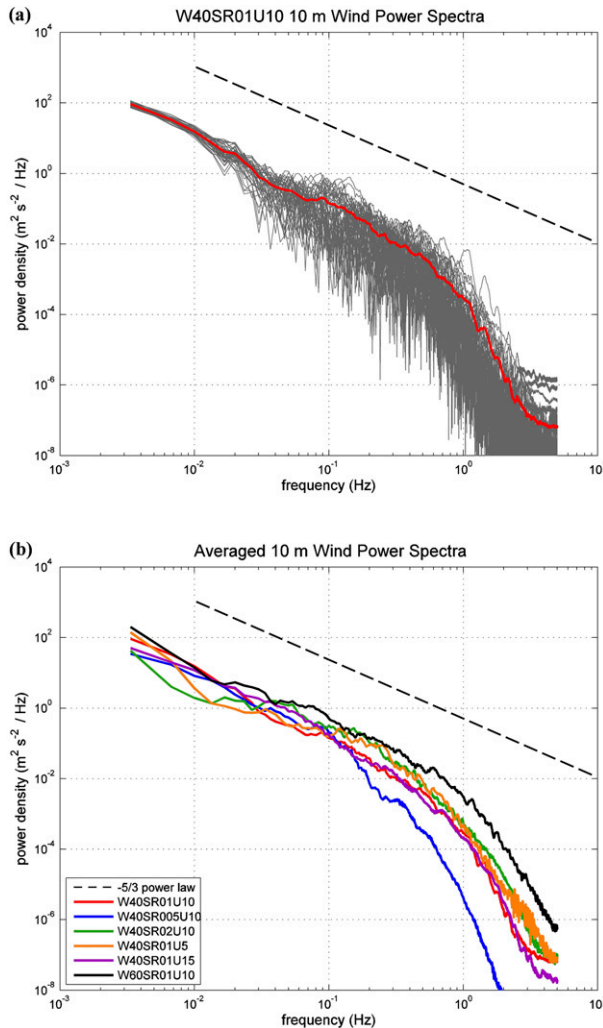 (a)
W40SR01U10 10 m Wind Power Spectra
10^4
10^2
10^0
10^-2
10^-4
10^-6
10^-8
power density (m^2 s^-2 / Hz)
10^-3
10^-2
10^-1
10^0
10
frequency (Hz)
(b)
Averaged 10 m Wind Power Spectra
10^4
10^2
10^0
10^-2
10^-4
10^-6
10^-8
power density (m^2 s^-2 / Hz)
-5/3 power law
W40SR01U10
W40SR005U10
W40SR02U10
W40SR01U5
W40SR01U15
W60SR01U10
10^-3
10^-2
10^-1
10^0
10
frequency (Hz)